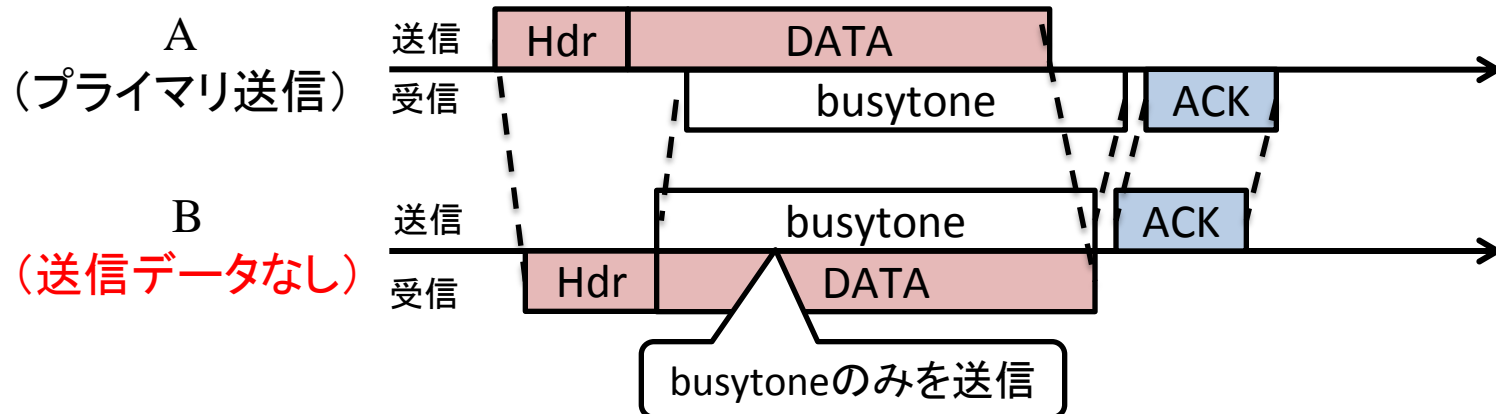 A
(プライマリ送信)
送信
Hdr
DATA
受信
busytone
ACK
B
(送信データなし)
送信
busytone
ACK
受信
Hdr
DATA
busytoneのみを送信